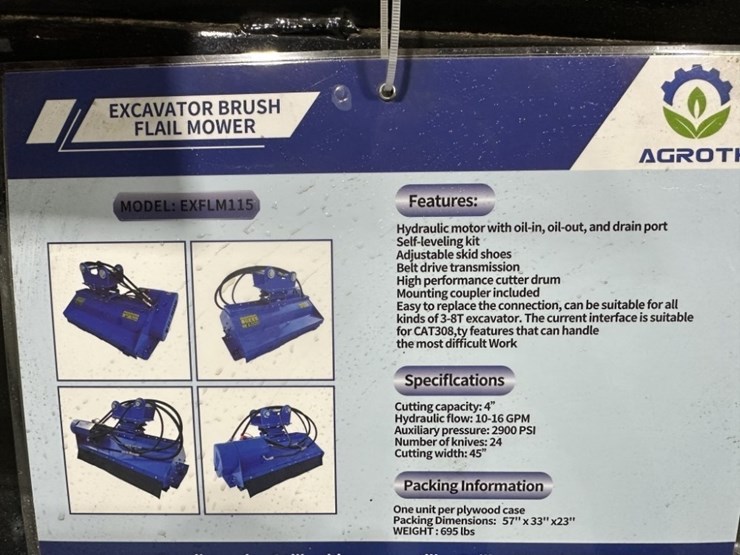 EXCAVATOR BRUSH
FLAIL MOWER
AGROT
MODEL: EXFLM115
Features:
Hydraulic motor with oil-in, oil-out, and drain port
Self-leveling kit
Adjustable skid shoes
Belt drive transmission
High performance cutter drum
Mounting coupler included
Easy to replace the connection, can be suitable for all
kinds of 3-8T excavator. The current interface is suitable
for CAT308,ty features that can handle
the most difficult Work
Speciflcations
Cutting capacity: 4”
Hydraulic flow: 10-16 GPM
Auxiliary pressure: 2900 PSI
Number of knives: 24
Cutting width: 45"
Packing Information
One unit per plywood case
Packing Dimensions: 57'' x 33'' x23"
WEIGHT : 695 lbs